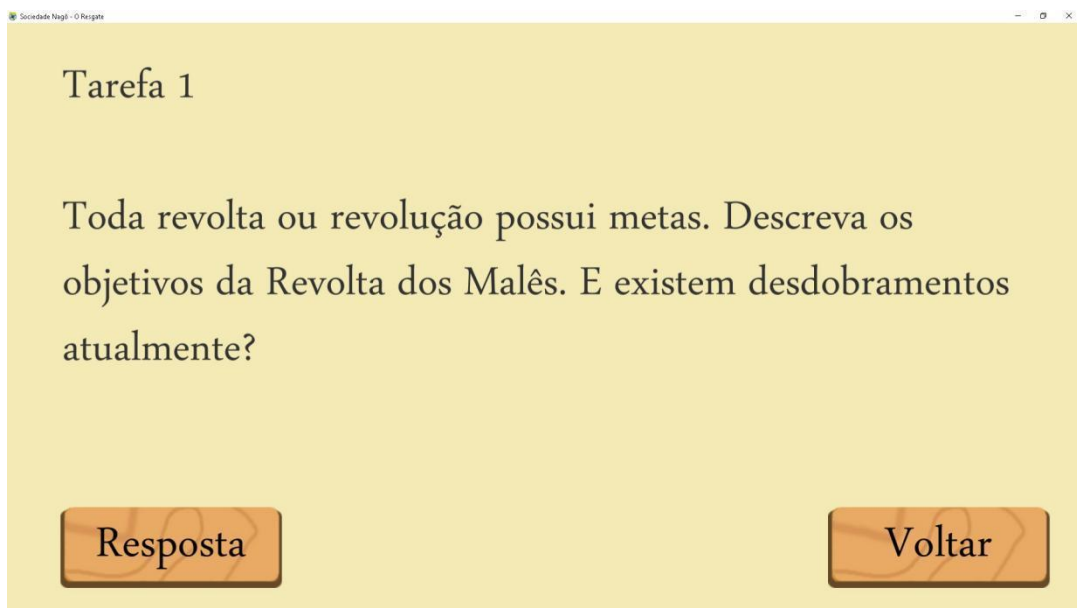 Sociedade Nagô - O Resgate
Tarefa 1
Toda revolta ou revolução possui metas. Descreva os
objetivos da Revolta dos Malês. E existem desdobramentos
atualmente?
Resposta
Voltar